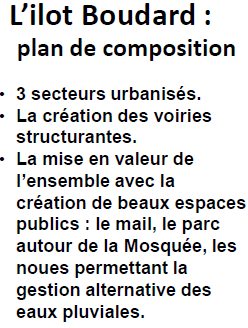 L’ilot Boudard :
plan de composition
• 3 secteurs urbanisés.
• La création des voiries
structurantes.
• La mise en valeur de
l’ensemble avec la
création de beaux espaces
publics : le mail, le parc
autour de la Mosquée, les
noues permettant la
gestion alternative des
eaux pluviales.